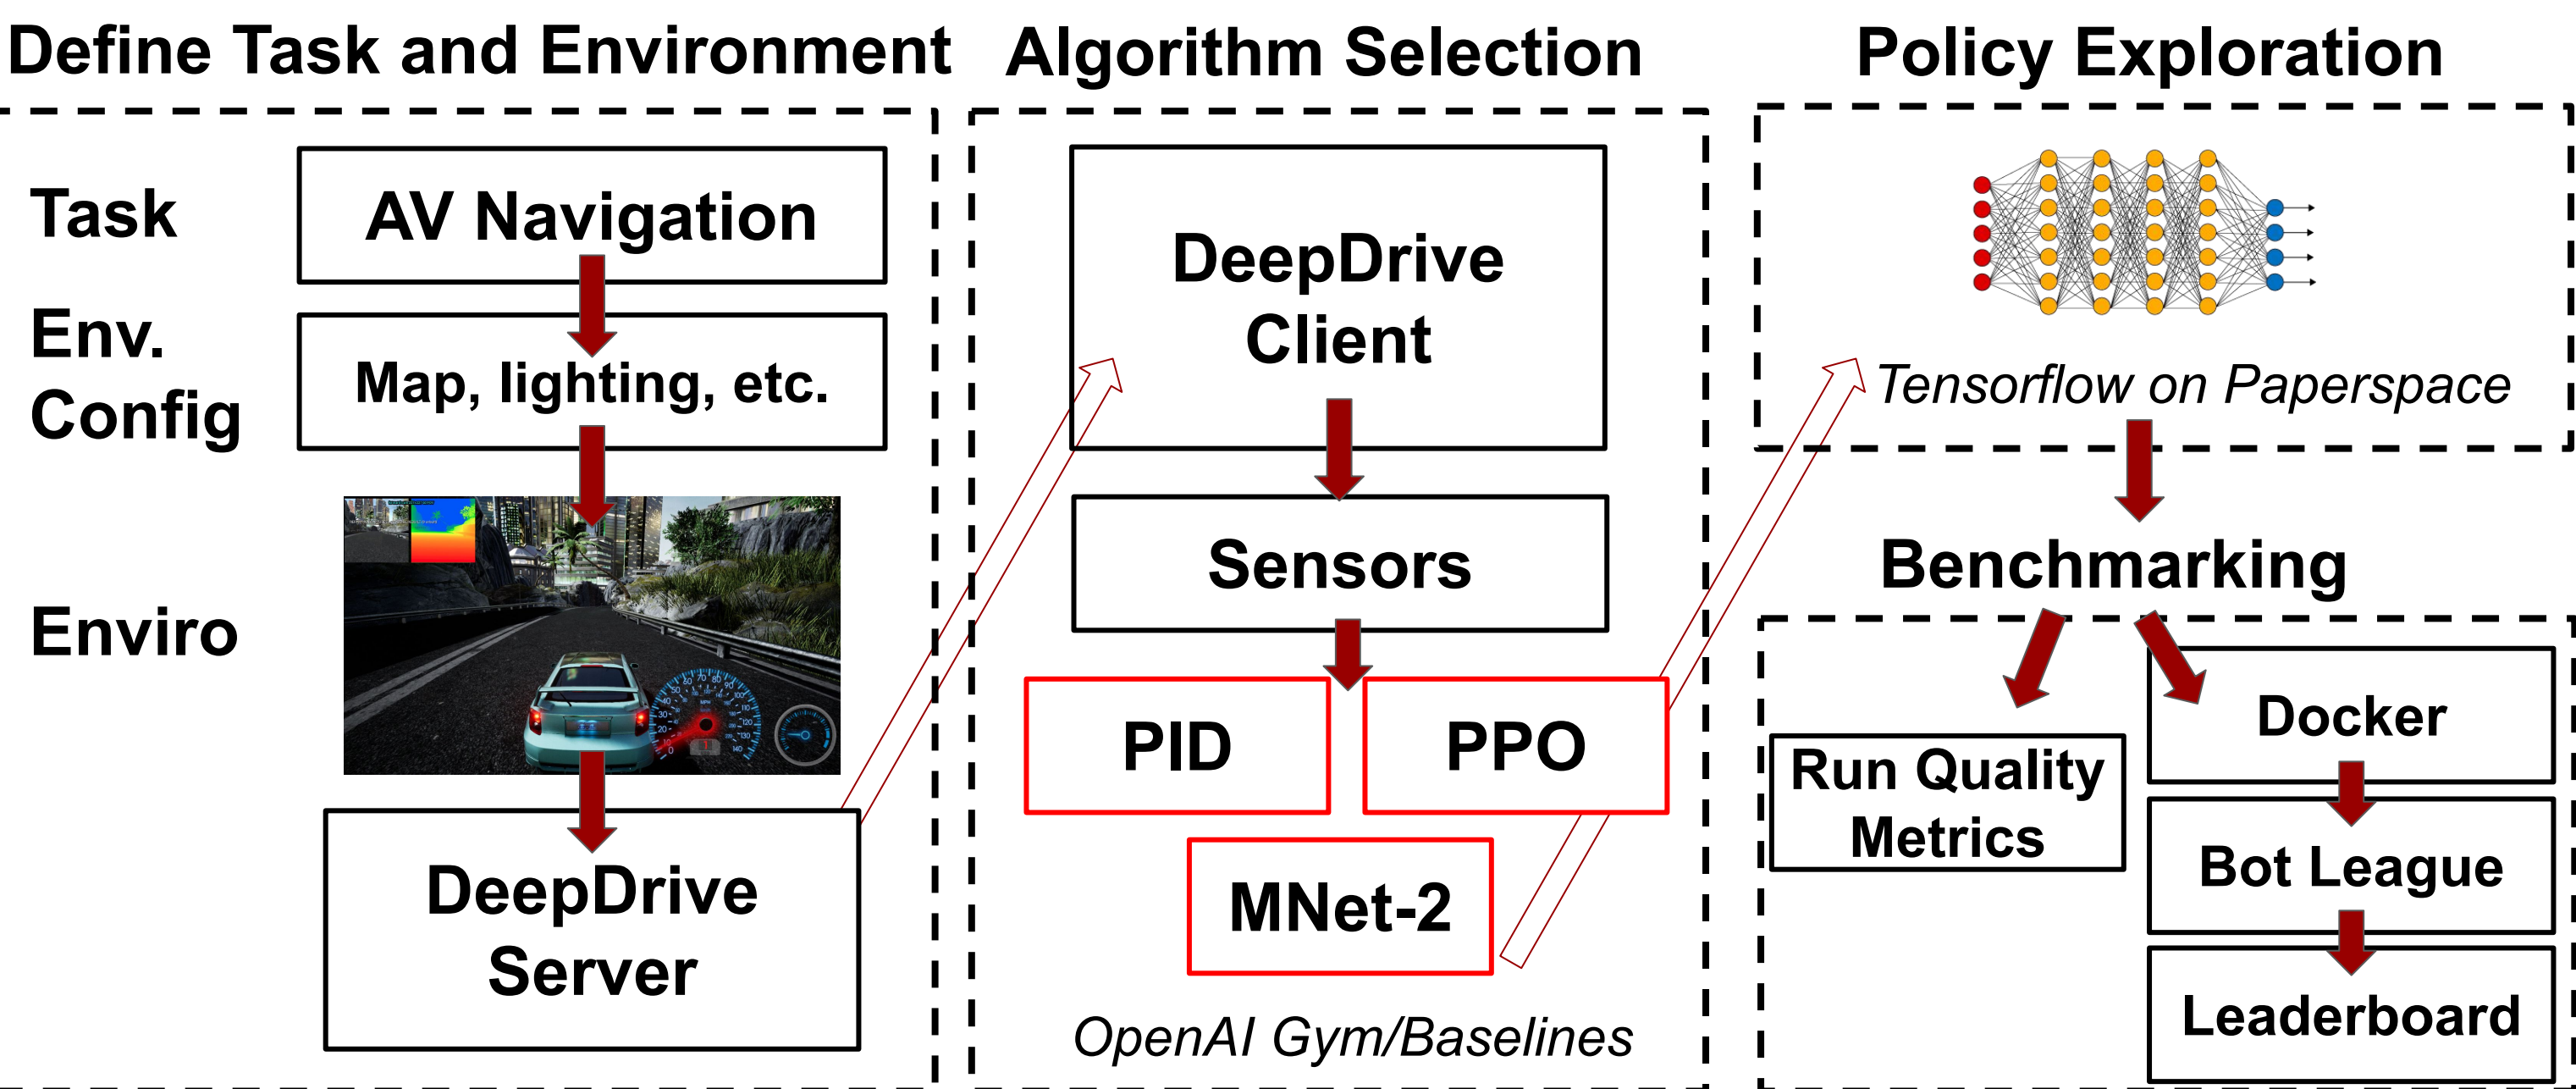 Define Task and Environment
Task
AV Navigation
Env.
Config
Map, lighting, etc.
Enviro
DeepDrive
Server
Algorithm Selection
DeepDrive
Client
Sensors
PID
PPO
MNet-2
OpenAI Gym/Baselines
Policy Exploration
Tensorflow on Paperspace
Benchmarking
Run Quality
Metrics
Docker
Bot League
Leaderboard